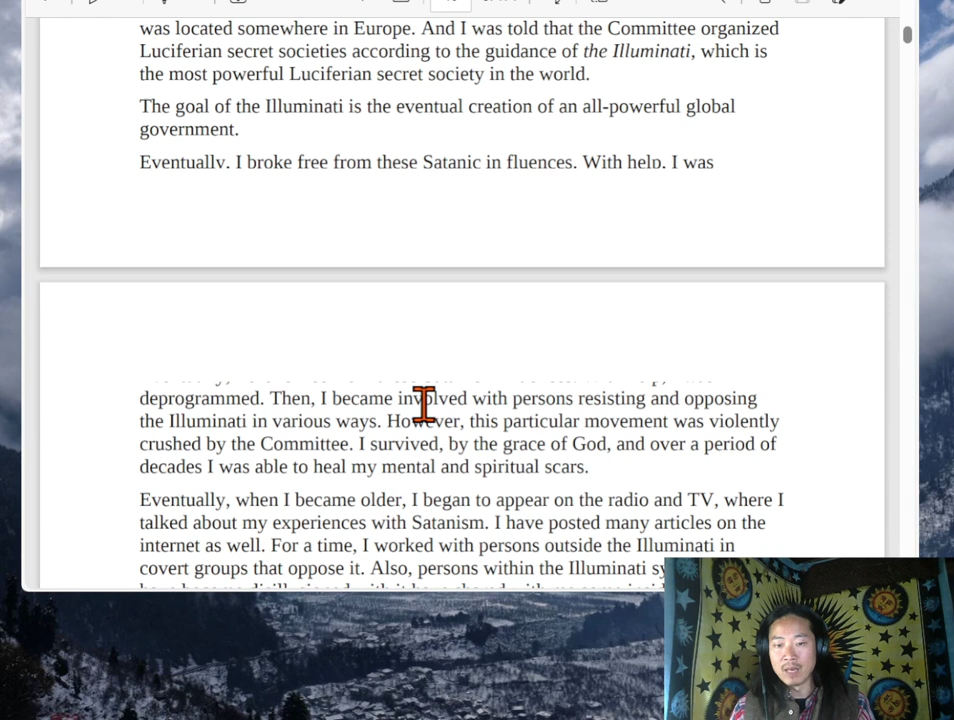 was located somewhere in Europe. And I was told that the Committee organized
Luciferian secret societies according to the guidance of the Illuminati, which is
the most powerful Luciferian secret society in the world.
The goal of the Illuminati is the eventual creation of an all-powerful global
government.
Eventually, I broke free from these Satanic in fluences. With help, I was
deprogrammed. Then, I became involved with persons resisting and opposing
the Illuminati in various ways. However, this particular movement was violently
crushed by the Committee. I survived, by the grace of God, and over a period of
decades I was able to heal my mental and spiritual scars.
Eventually, when I became older, I began to appear on the radio and TV, where I
talked about my experiences with Satanism. I have posted many articles on the
internet as well. For a time, I worked with persons outside the Illuminati in
covert groups that oppose it. Also, persons within the Illuminati